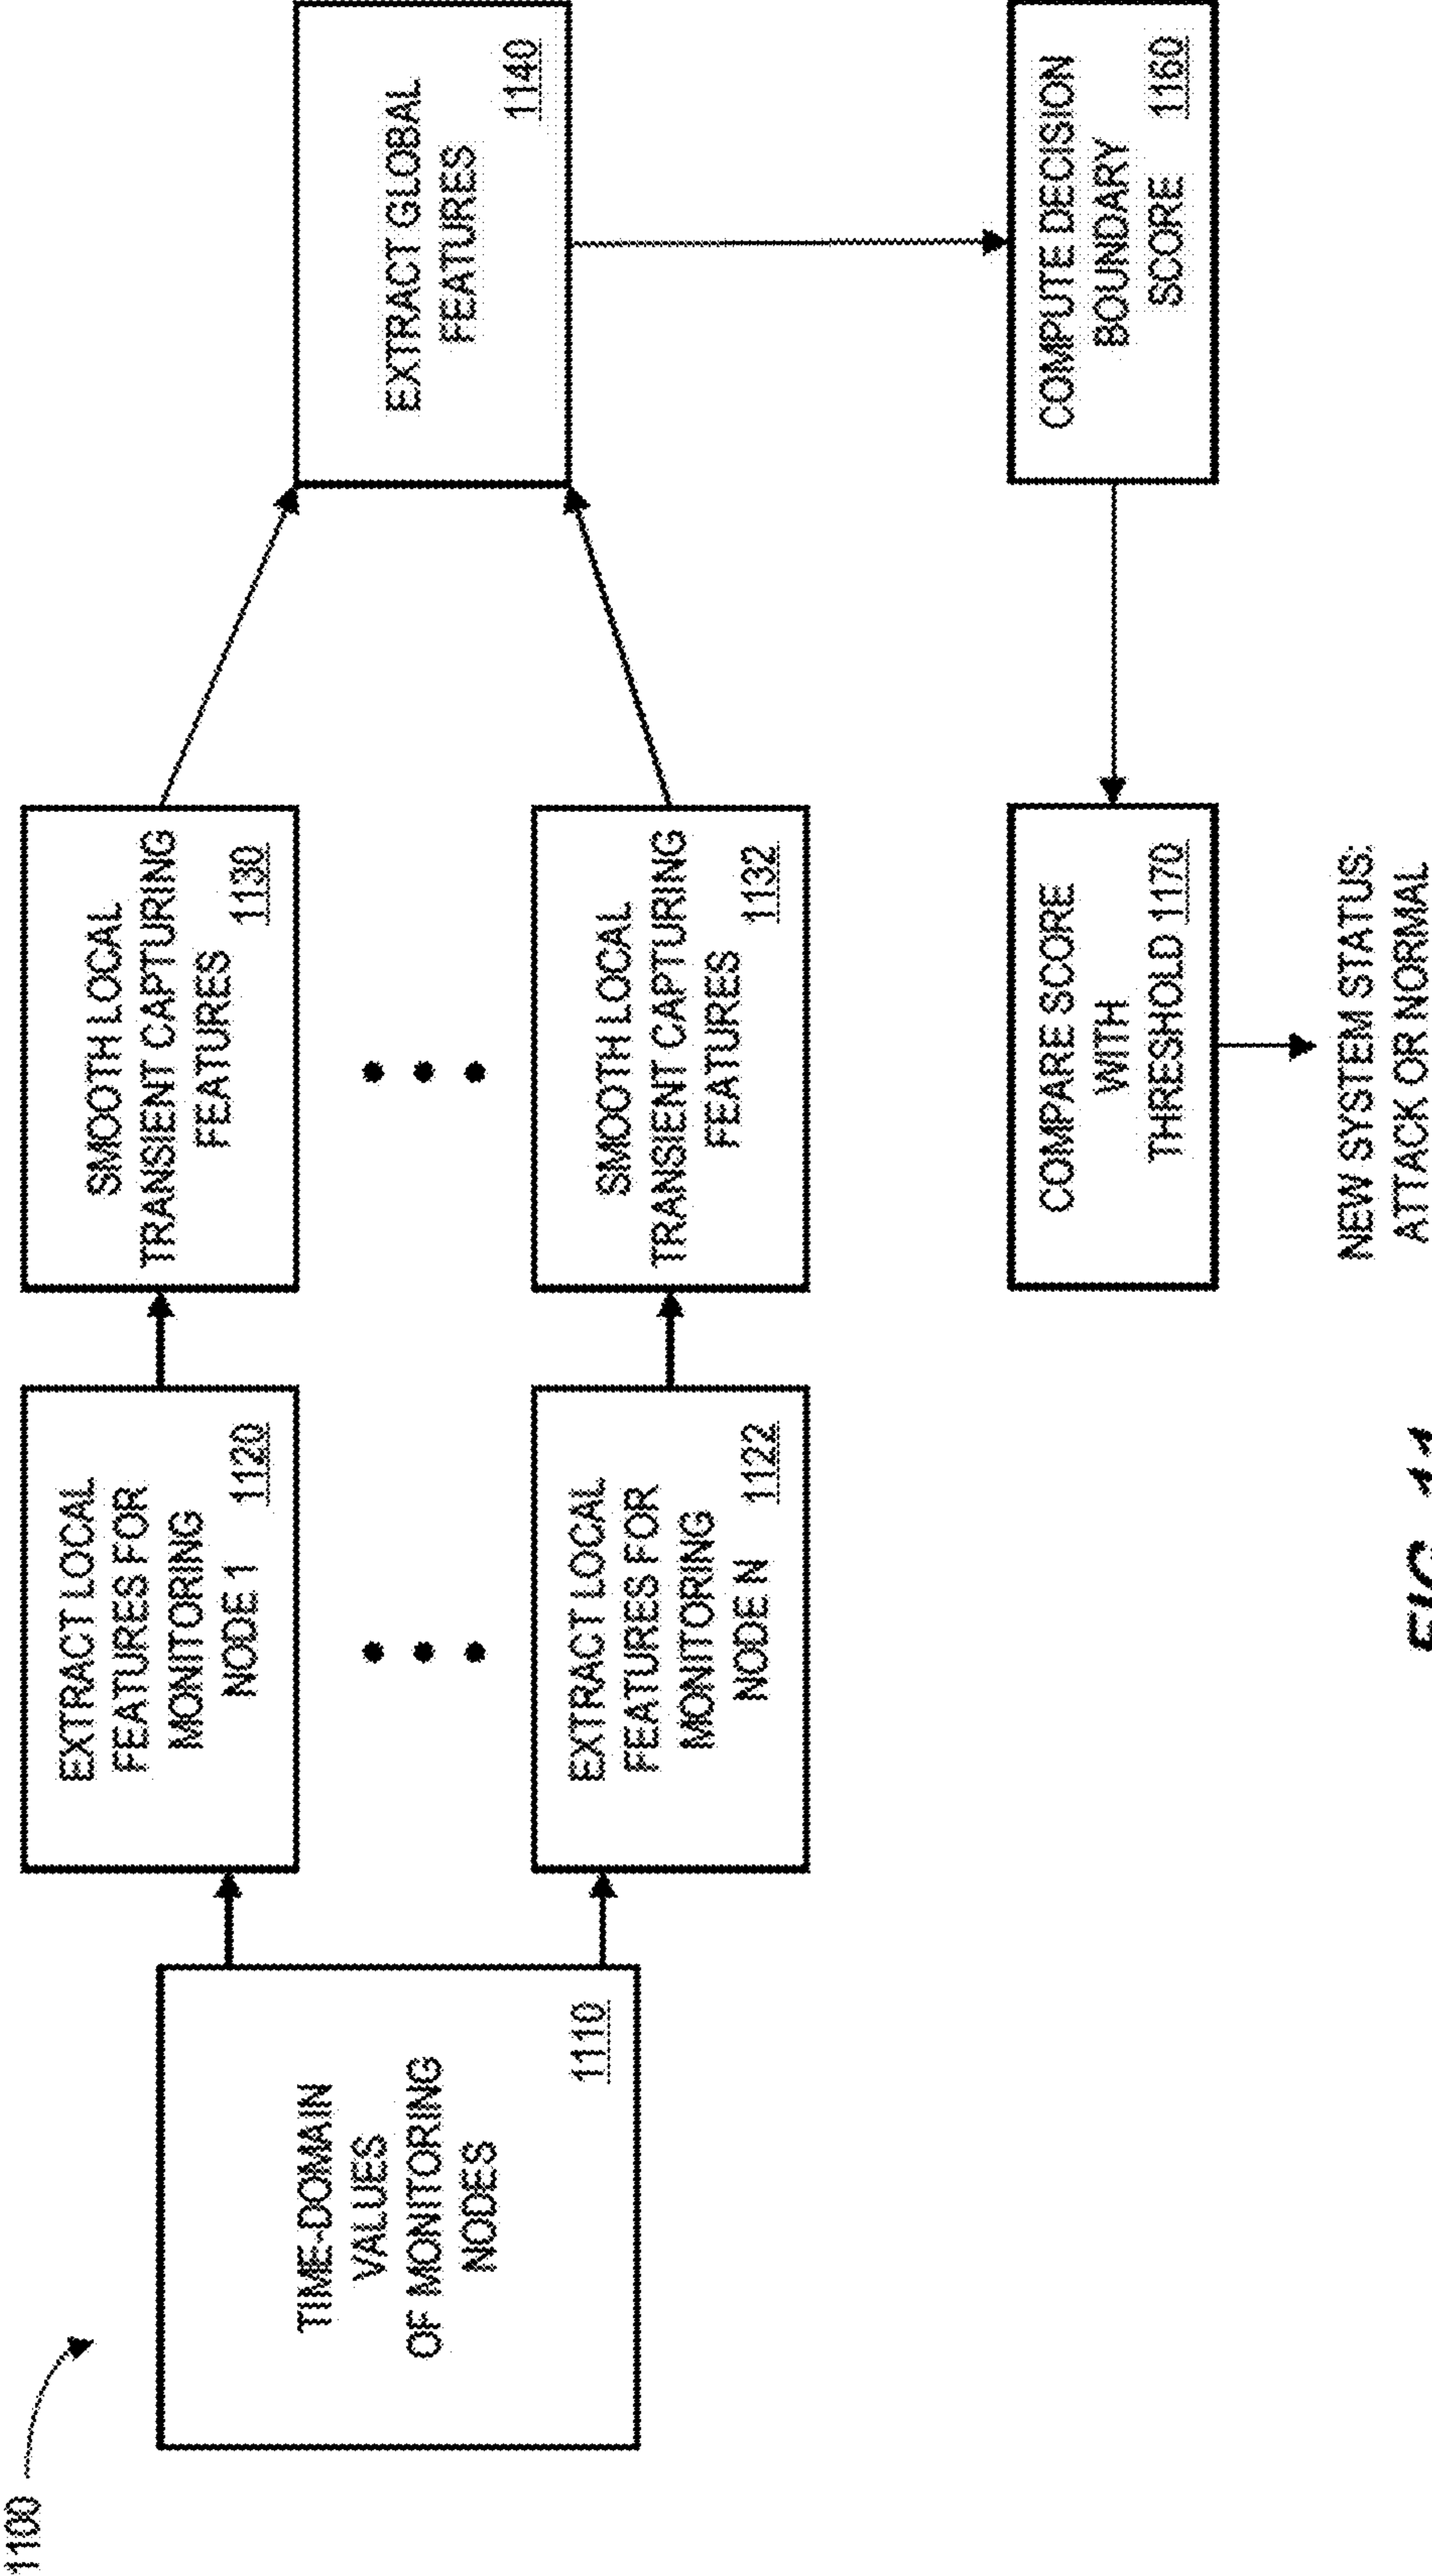 1100
TIME-DOMAIN
VALUES
OF MONITORING
NODES
1110
EXTRACT LOCAL
FEATURES FOR
MONITORING
NODE 1
1120
EXTRACT LOCAL
FEATURES FOR
MONITORING
NODE N
1122
SMOOTH LOCAL
TRANSIENT CAPTURING
FEATURES
1130
SMOOTH LOCAL
TRANSIENT CAPTURING
FEATURES
1132
EXTRACT GLOBAL
FEATURES
1140
COMPUTE DECISION
BOUNDARY
SCORE 1160
COMPARE SCORE
WITH
THRESHOLD 1170
NEW SYSTEM STATUS:
ATTACK OR NORMAL
FIG. 11